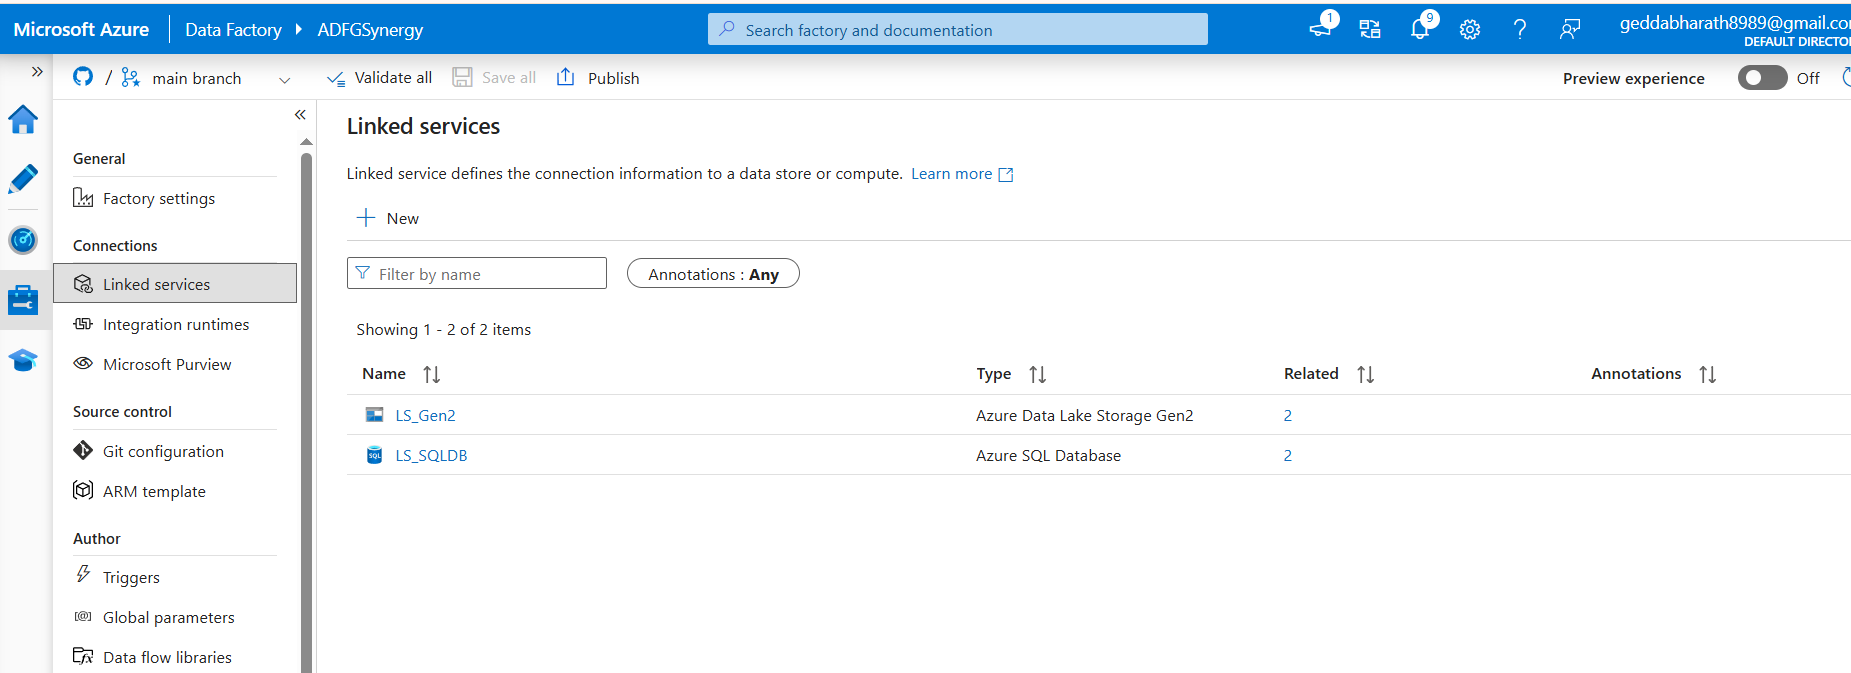 Microsoft Azure Data Factory ADFGSynergy Search factory and documentation 1 9 geddabharath8989@gmail.co
DEFAULT DIRECTO
/ main branch Validate all Save all Publish Preview experience Off
General
Factory settings
Connections
Linked services
Integration runtimes
Microsoft Purview
Source control
Git configuration
ARM template
Author
Triggers
Global parameters
Data flow libraries
Linked services
Linked service defines the connection information to a data store or compute. Learn more
New
Filter by name Annotations : Any
Showing 1 - 2 of 2 items
Name Type Related Annotations
LS_Gen2 Azure Data Lake Storage Gen2 2
LS_SQLDB Azure SQL Database 2